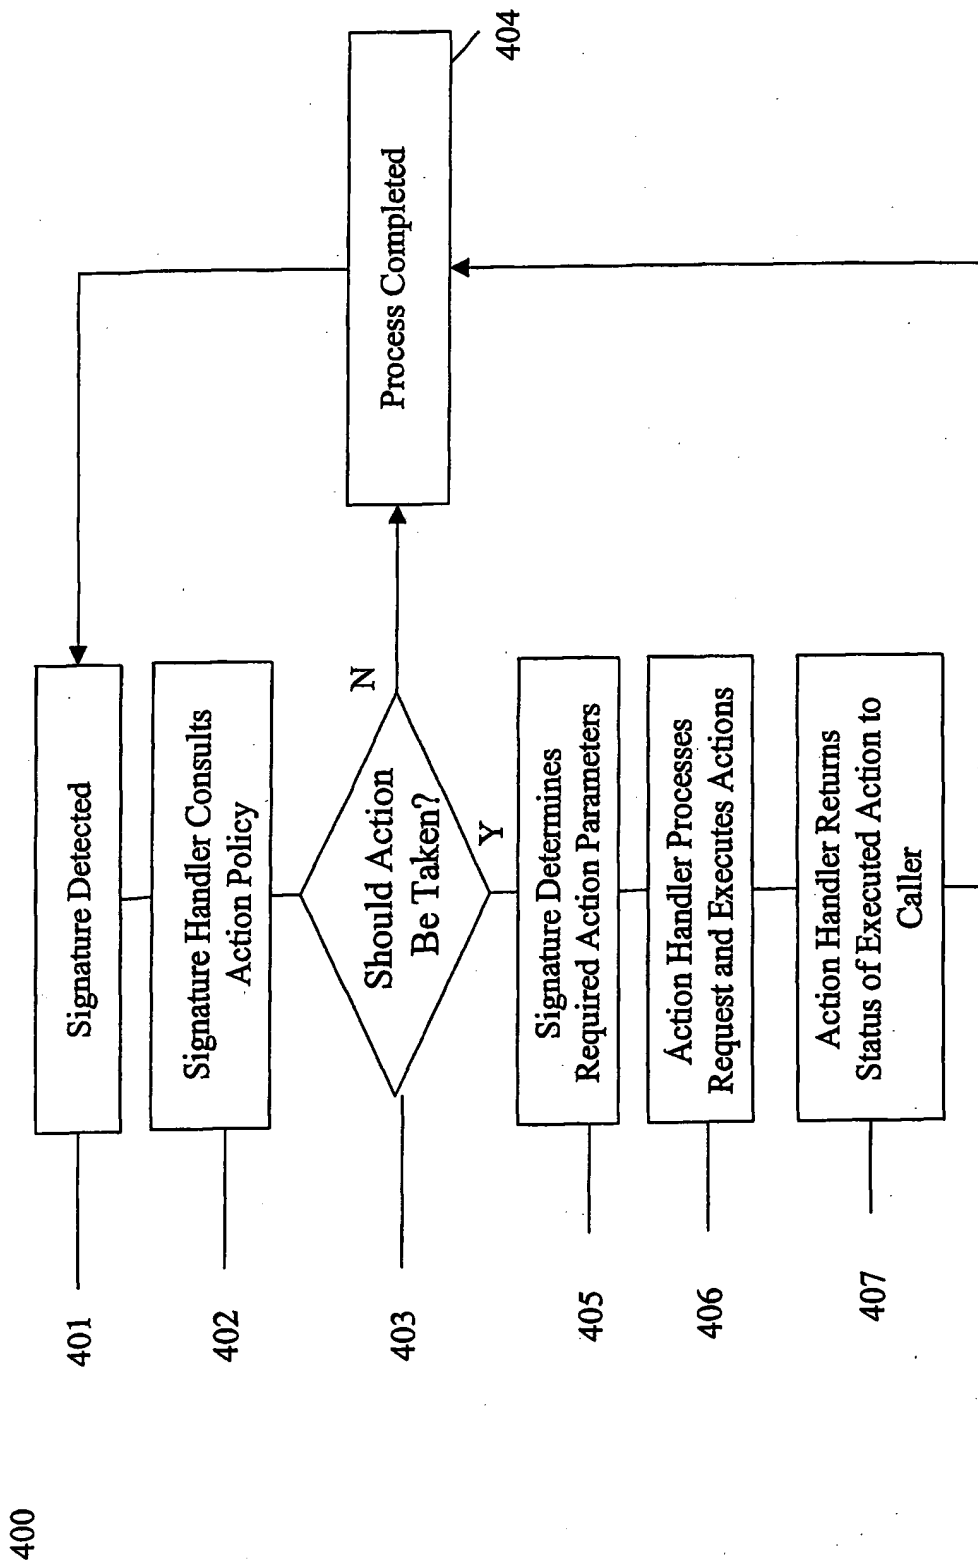 400
401
Signature Detected
402
Signature Handler Consults
Action Policy
403
Should Action
Be Taken?
N
Y
Process Completed
404
405
Signature Determines
Required Action Parameters
406
Action Handler Processes
Request and Executes Actions
407
Action Handler Returns
Status of Executed Action to
Caller